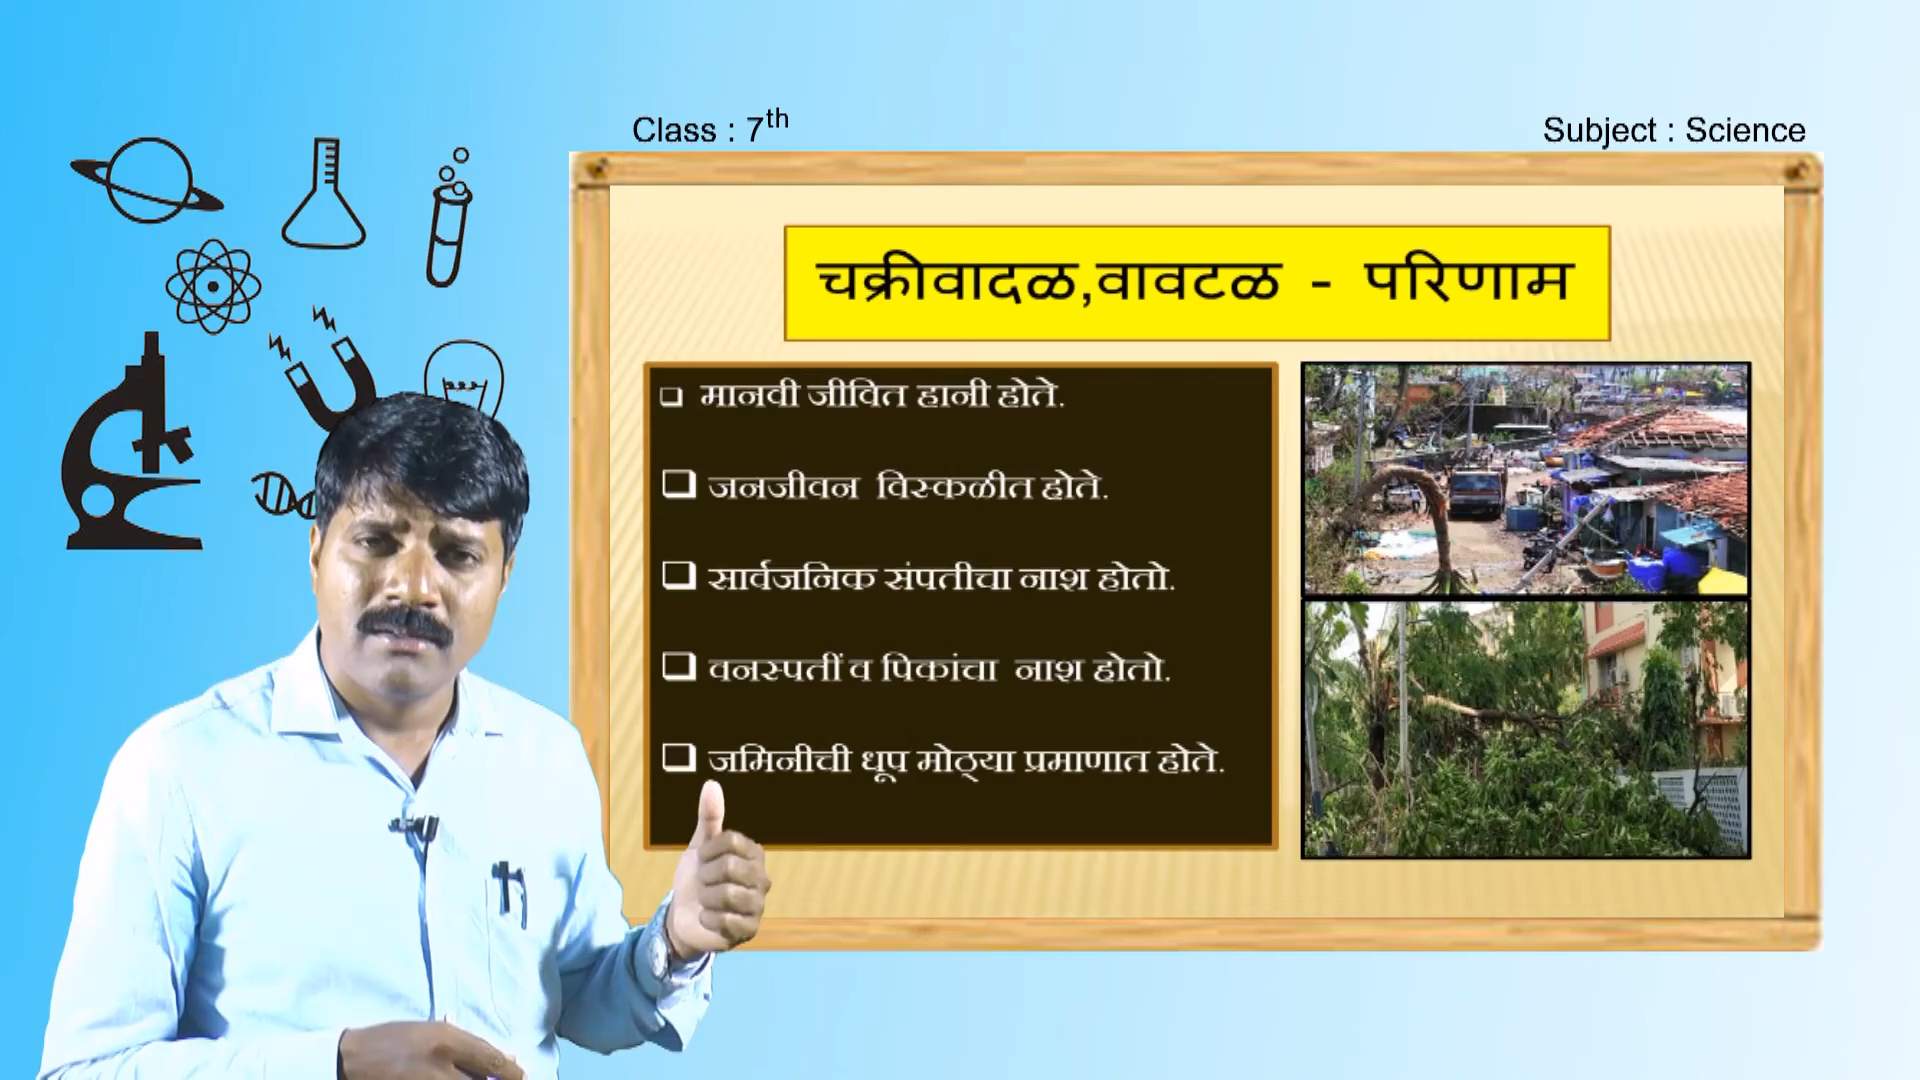 Class : 7th
Subject : Science
चक्रीवादळ,वावटळ - परिणाम
मानवी जीवित हानी होते.
जनजीवन विस्कळीत होते.
सार्वजनिक संपतीचा नाश होतो.
वनस्पतीं व पिकांचा नाश होतो.
जमिनीची धूप मोठ्या प्रमाणात होते.